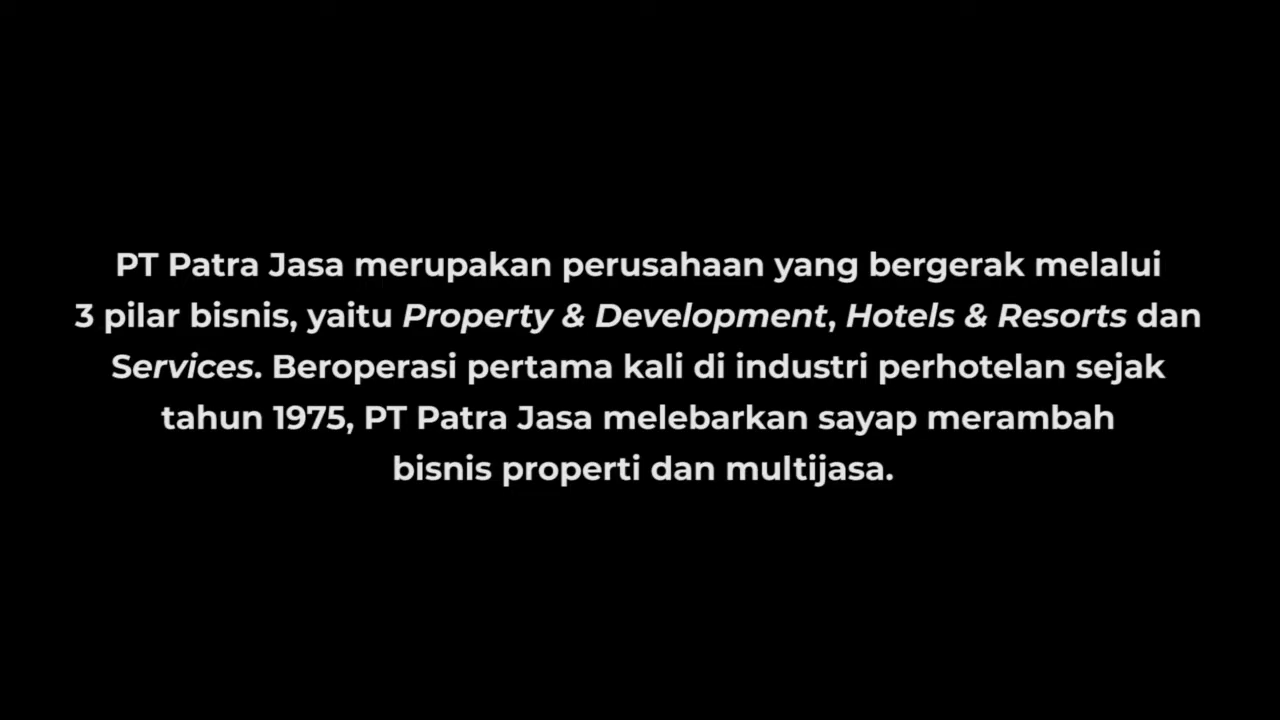 PT Patra Jasa merupakan perusahaan yang bergerak melalui
3 pilar bisnis, yaitu Property & Development, Hotels & Resorts dan
Services. Beroperasi pertama kali di industri perhotelan sejak
tahun 1975, PT Patra Jasa melebarkan sayap merambah
bisnis properti dan multijasa.